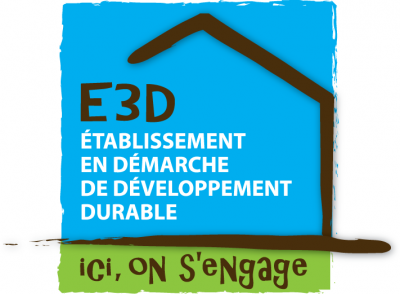 E3D
ÉTABLISSEMENT
EN DÉMARCHE
DE DÉVELOPPEMENT
DURABLE
ici, ON S'eNgage